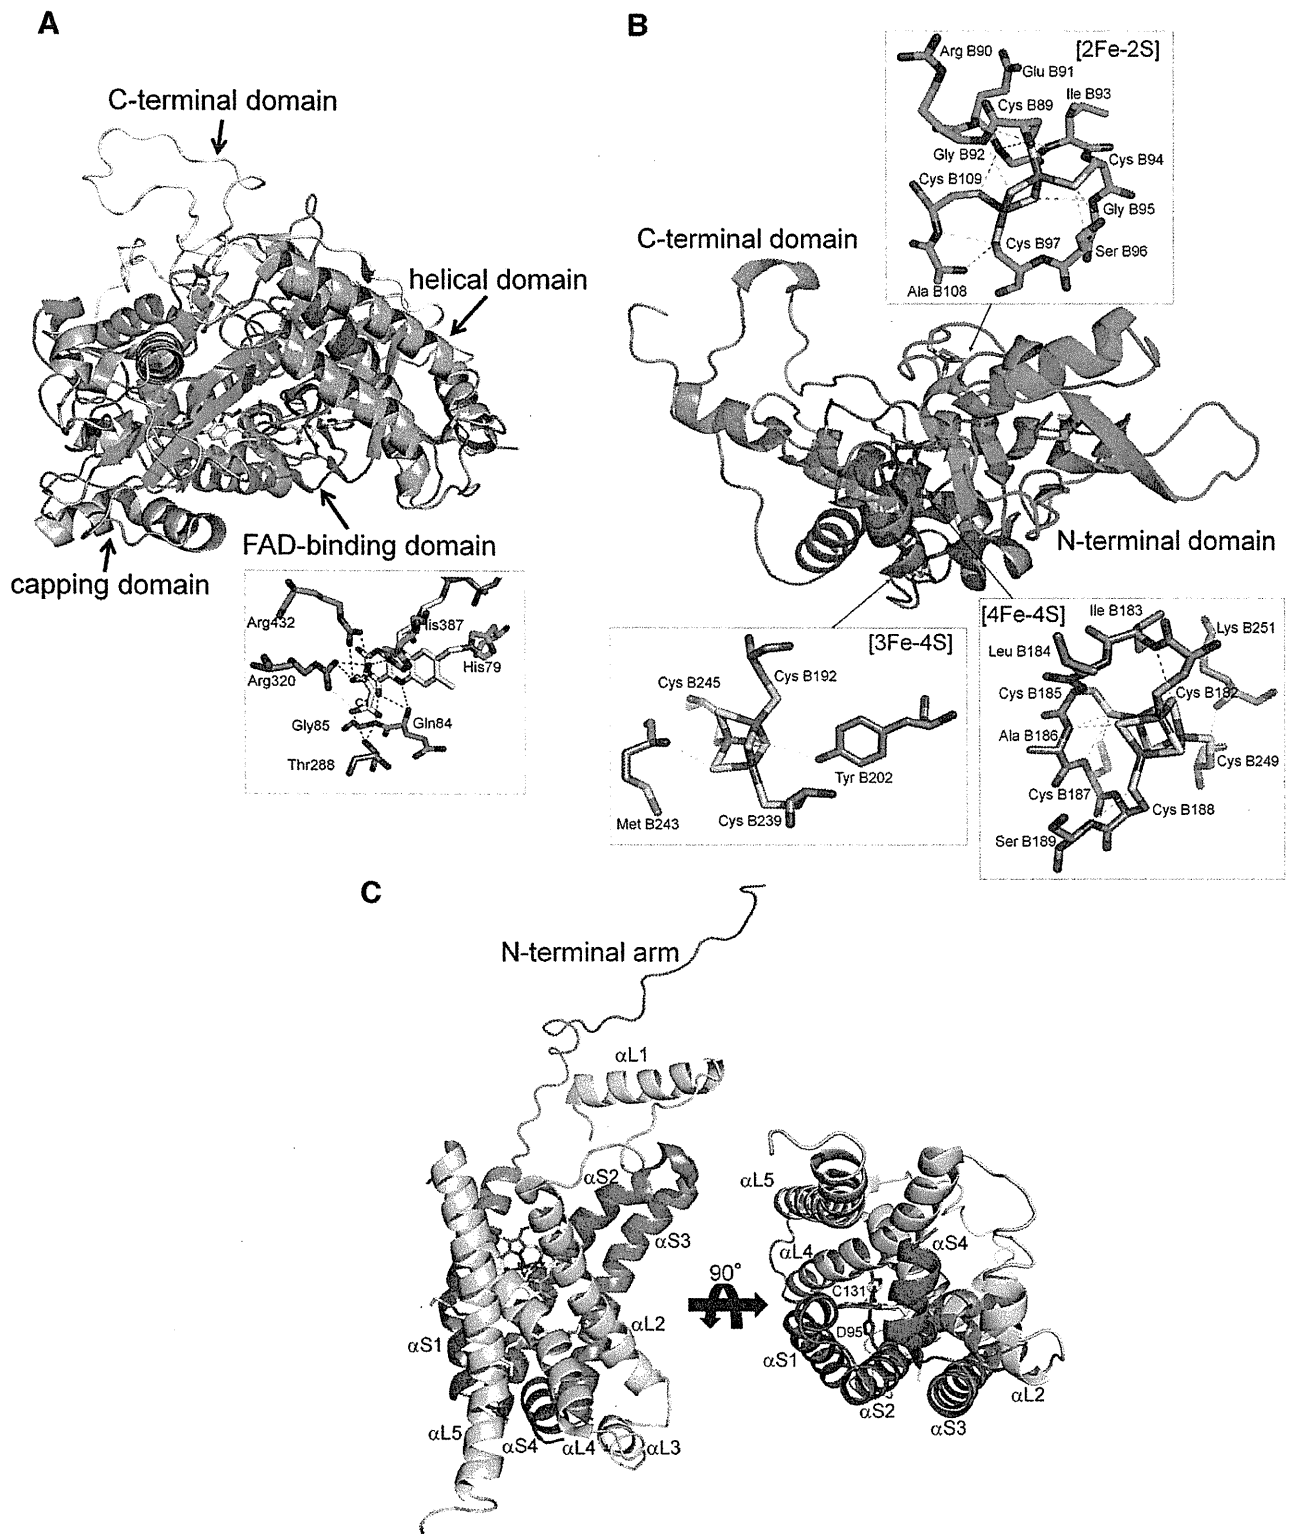 A
C-terminal domain
helical domain
FAD-binding domain
capping domain
Arg432
His387
His79
Arg320
Gly85
Gln84
Thr288
B
[2Fe-2S]
Arg B90
Glu B91
Cys B89
Ile B93
Gly B92
Cys B94
Cys B109
Gly B95
Cys B97
Ser B96
Ala B108
C-terminal domain
N-terminal domain
[3Fe-4S]
Cys B192
Cys B245
Tyr B202
Met B243
Cys B239
[4Fe-4S]
Ile B183
Lys B251
Leu B184
Cys B185
Cys B182
Ala B186
Cys B249
Cys B187
Cys B188
Ser B189
C
N-terminal arm
αL1
αS2
αS3
αL2
αS1
αL5
αS4
αL4
αL3
90°
αL5
αL4
αS4
C131
D95
αS1
αS2
αS3
αL2